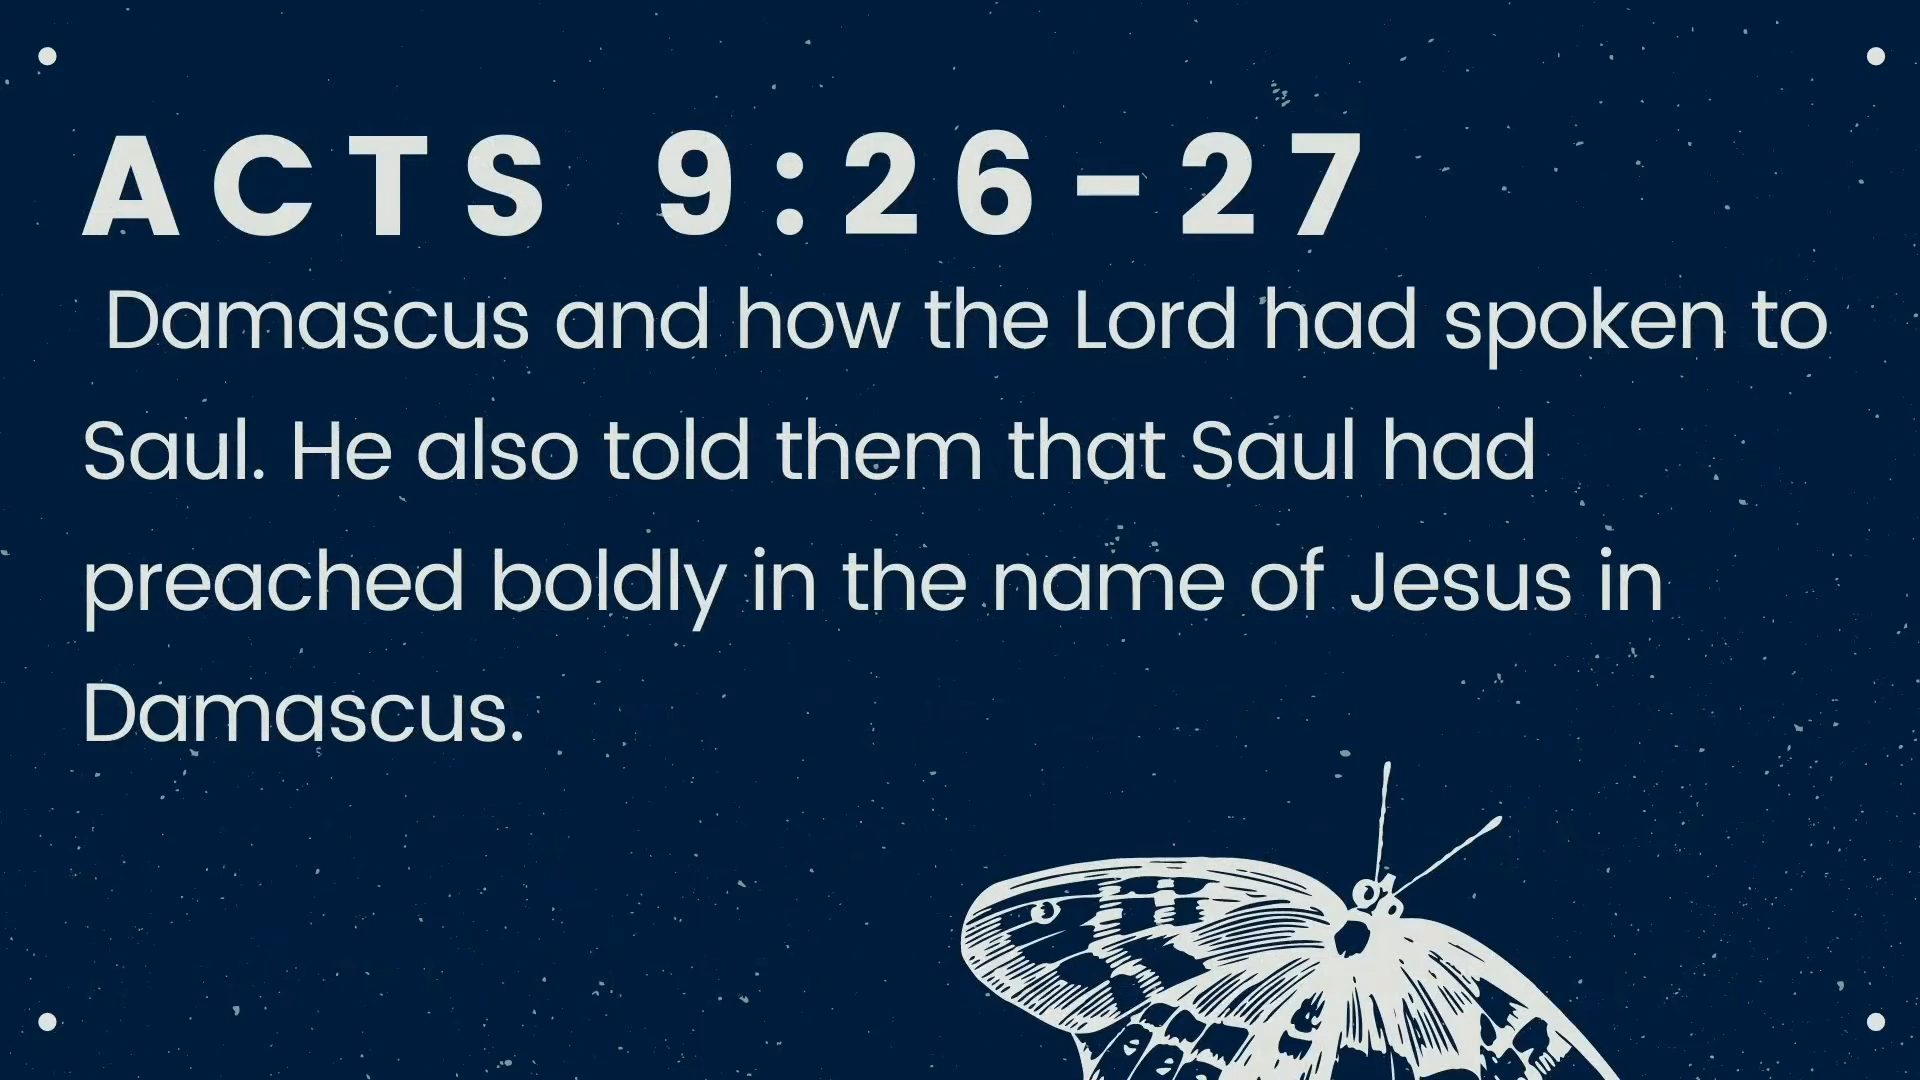 ACTS 9:26-27
Damascus and how the Lord had spoken to
Saul. He also told them that Saul had
preached boldly in the name of Jesus in
Damascus.